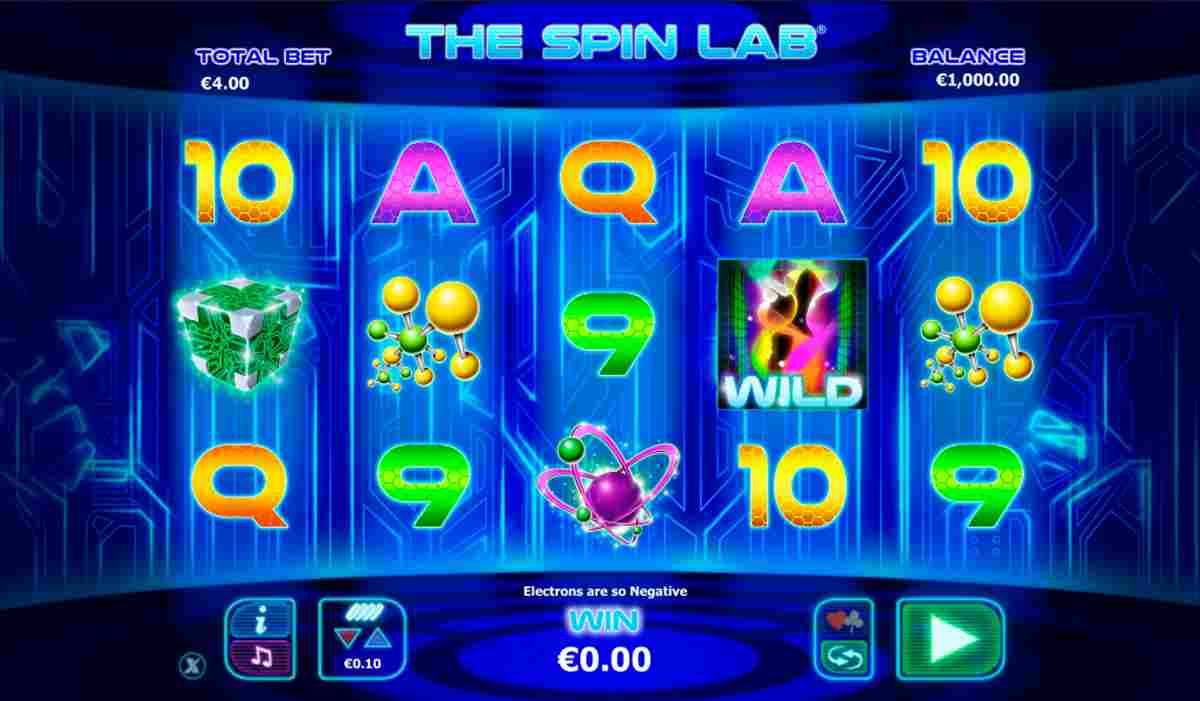 THE SPIN LAB®
TOTAL BET
€4.00
BALANCE
€1,000.00
10 A Q A 10
9
WILD
Q 9 10 9
Electrons are so Negative
WIN
€0.00
i
€0.10
X